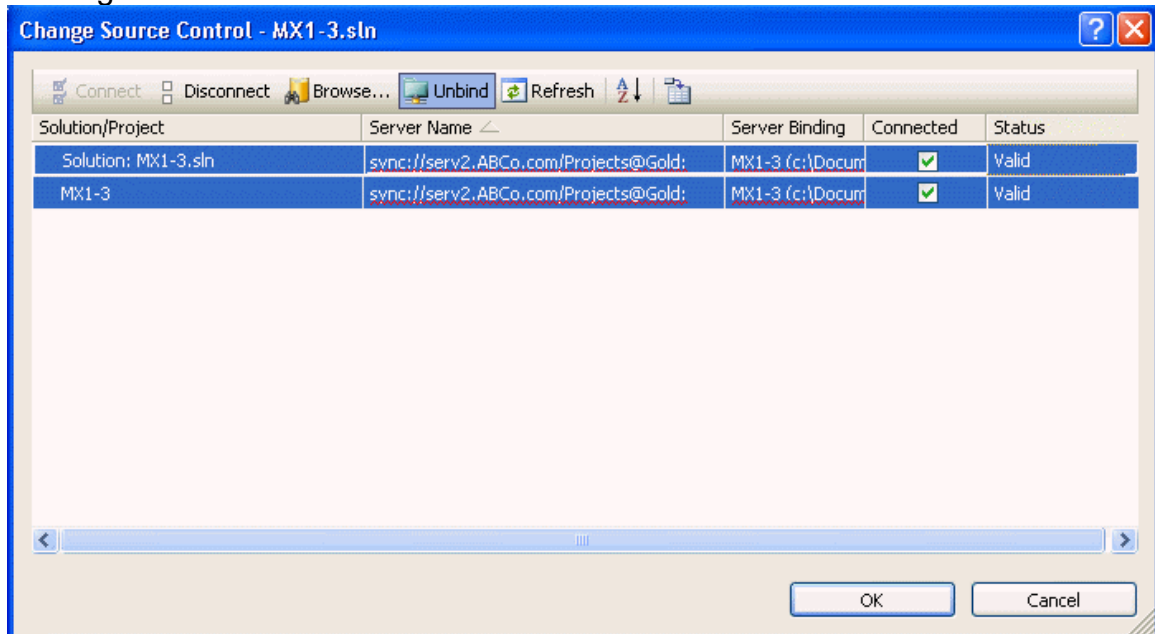 Change Source Control - MX1-3.sln
Connect Disconnect Browse... Unbind Refresh
Solution/Project Server Name Server Binding Connected Status
Solution: MX1-3.sln sync://serv2.ABCo.com/Projects@Gold: MX1-3 (c:\Docum Valid
MX1-3 sync://serv2.ABCo.com/Projects@Gold: MX1-3 (c:\Docum Valid
OK Cancel